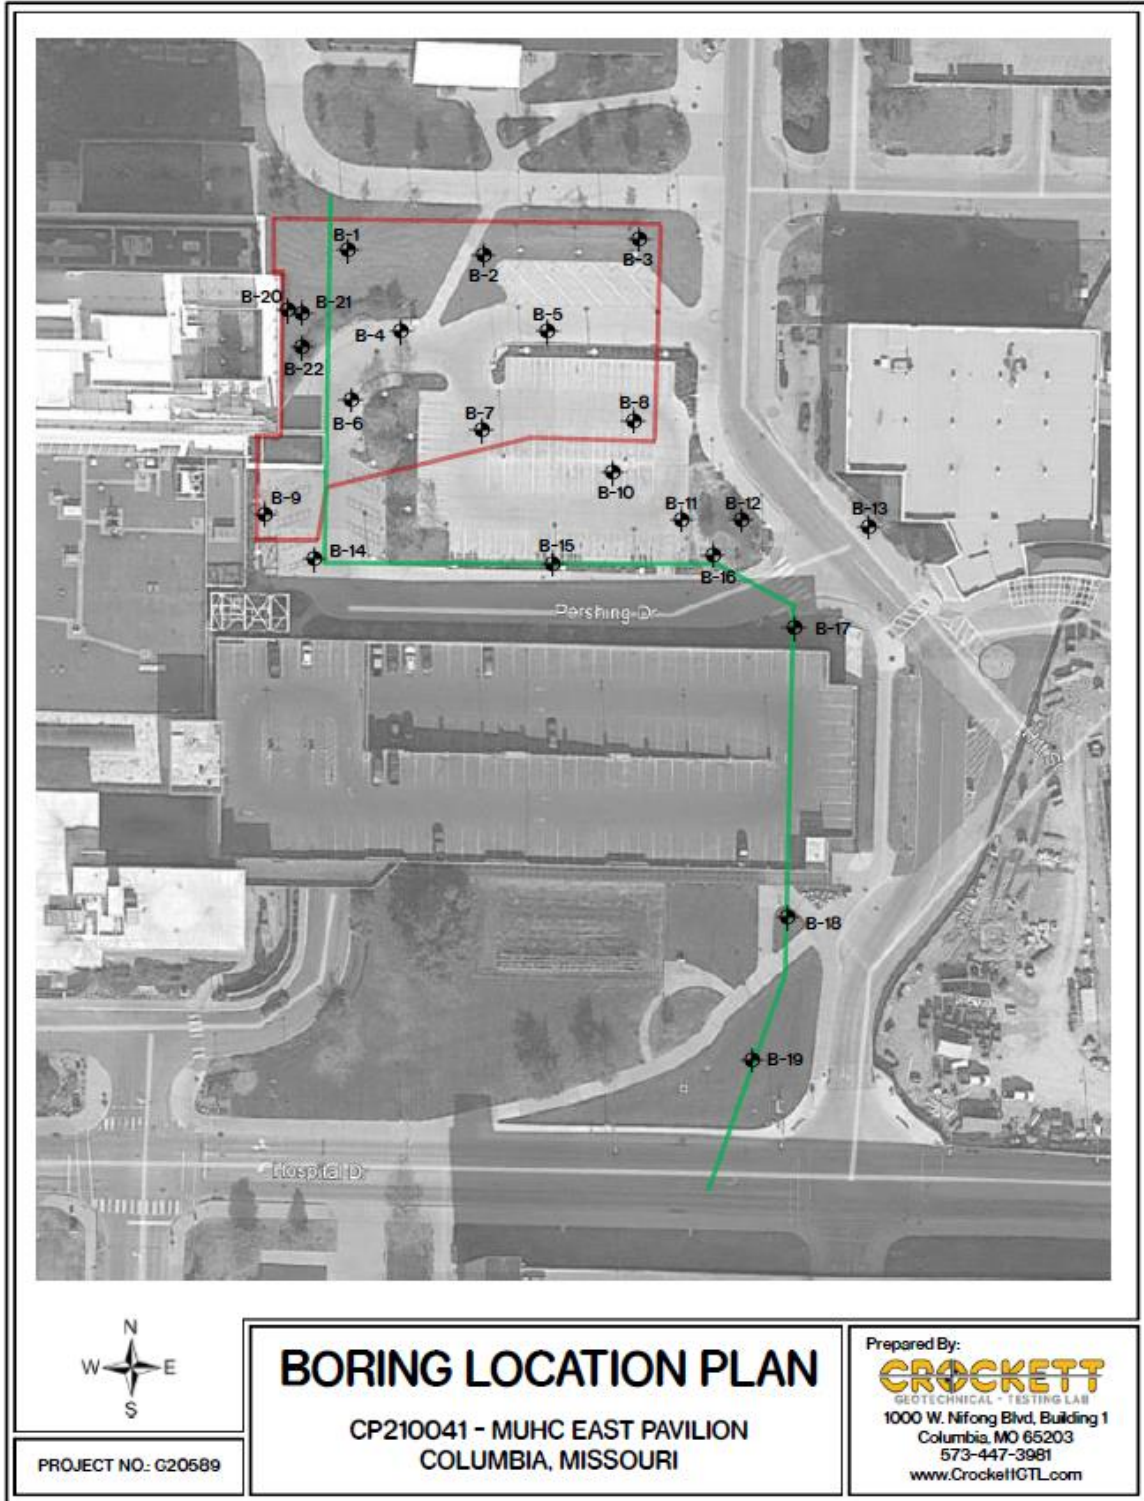 B-1
B-2
B-3
B-20
B-21
B-4
B-5
B-22
B-6
B-7
B-8
B-10
B-9
B-11
B-12
B-13
B-14
B-15
B-16
Pershing Dr
B-17
B-18
B-19
Hospital Dr
N
W E
S
PROJECT NO.: G20589
BORING LOCATION PLAN
CP210041 - MUHC EAST PAVILION
COLUMBIA, MISSOURI
Prepared By:
CROCKETT
GEOTECHNICAL - TESTING LAB
1000 W. Nifong Blvd, Building 1
Columbia, MO 65203
573-447-3981
www.CrockettGTL.com